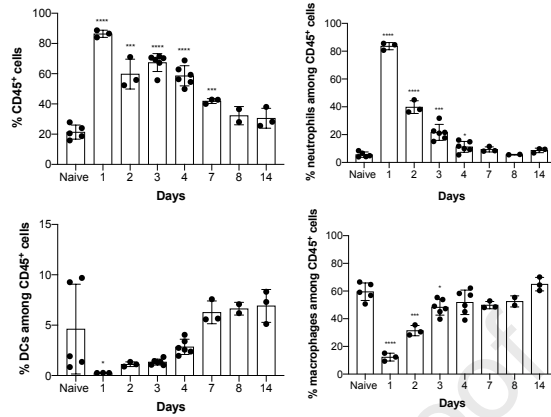 % CD45+ cells
100
80
60
40
20
0
****
***
****
****
***
Naive 1 2 3 4 7 8 14
Days
% neutrophils among CD45+ cells
100
80
60
40
20
0
****
****
***
*
Naive 1 2 3 4 7 8 14
Days
% DCs among CD45+ cells
15
10
5
0
*
Naive 1 2 3 4 7 8 14
Days
% macrophages among CD45+ cells
100
80
60
40
20
0
****
***
*
Naive 1 2 3 4 7 8 14
Days